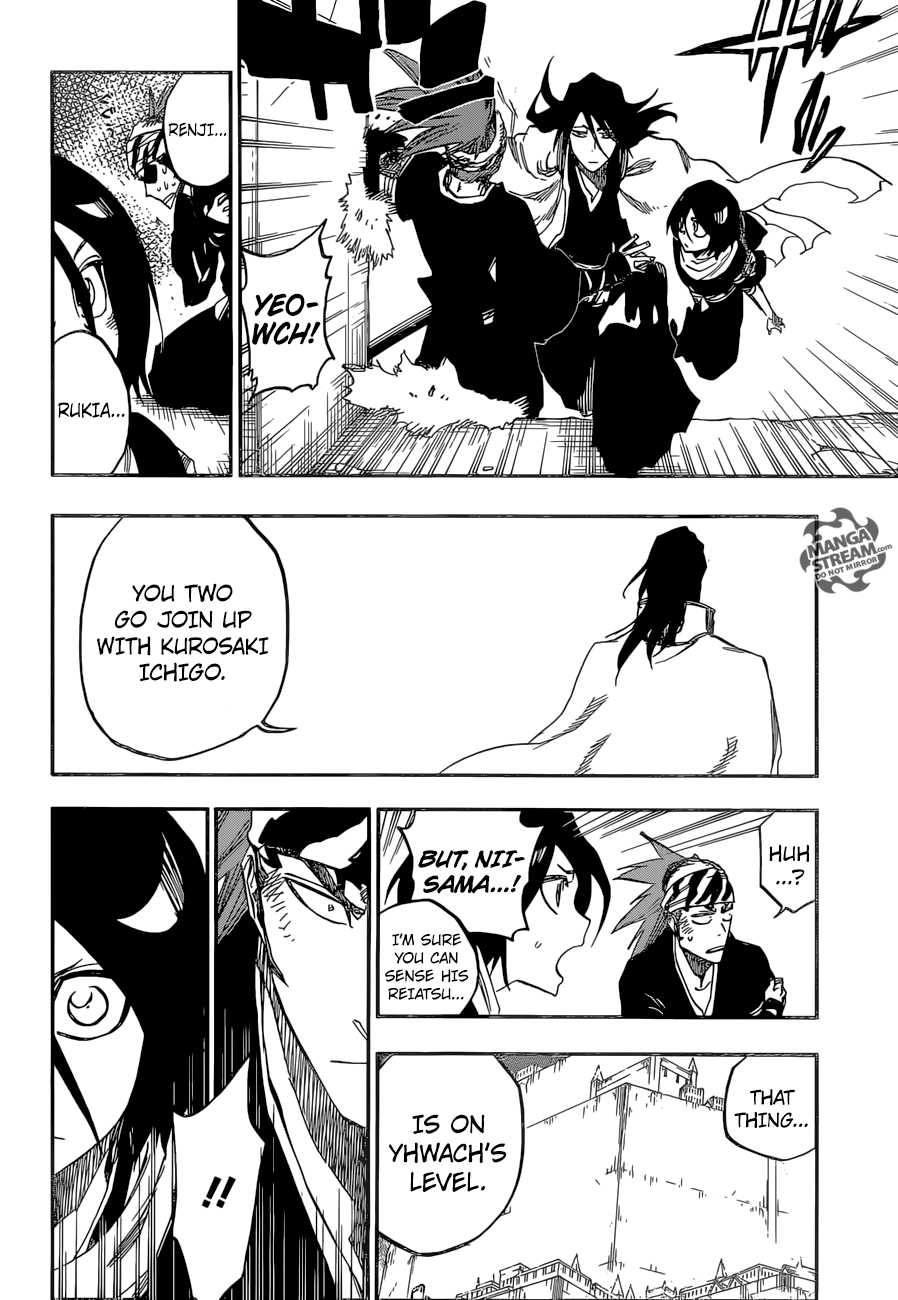 YEO-
WCH!
RENJI...
RUKIA...
MANGA
STREAM.com
DO NOT MIRROR
YOU TWO
GO JOIN UP
WITH KUROSAKI
ICHIGO.
HUH
...?
BUT, NII-
SAMA...!
I'M SURE
YOU CAN
SENSE HIS
REIATSU...
THAT
THING...
IS ON
YHWACH'S
LEVEL.
!!